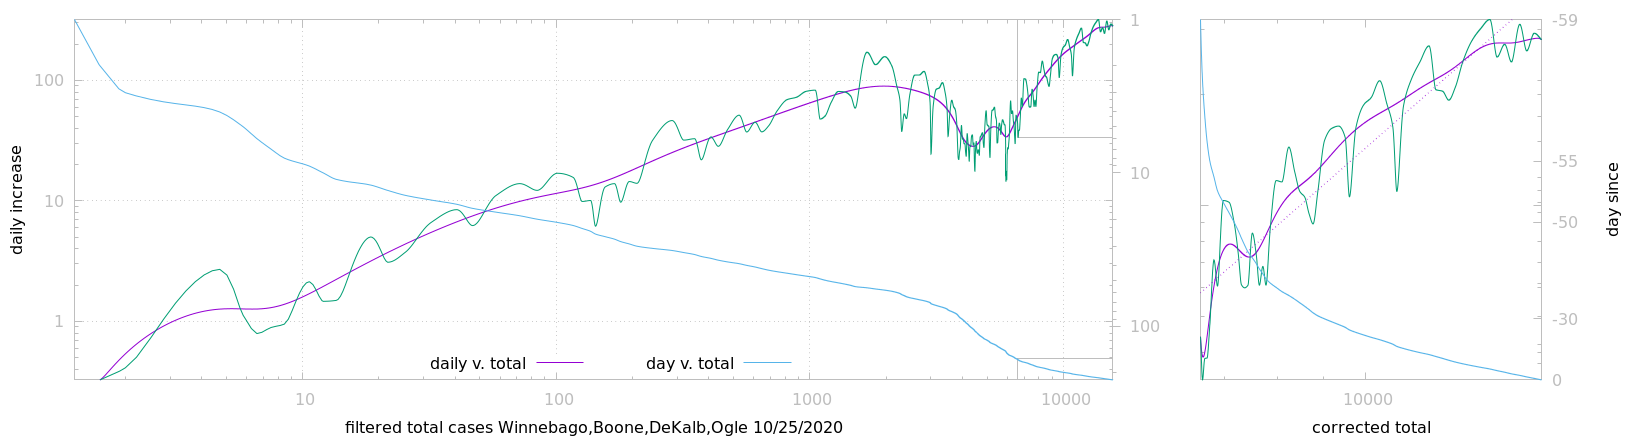 daily increase
100
10
1
10
100
1000
10000
1
10
100
daily v. total
day v. total
filtered total cases Winnebago,Boone,DeKalb,Ogle 10/25/2020
-59
-55
-50
-30
0
day since
10000
corrected total